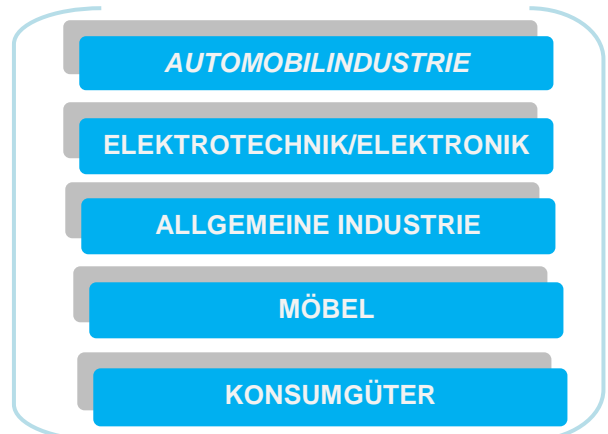 AUTOMOBILINDUSTRIE
ELEKTROTECHNIK/ELEKTRONIK
ALLGEMEINE INDUSTRIE
MÖBEL
KONSUMGÜTER